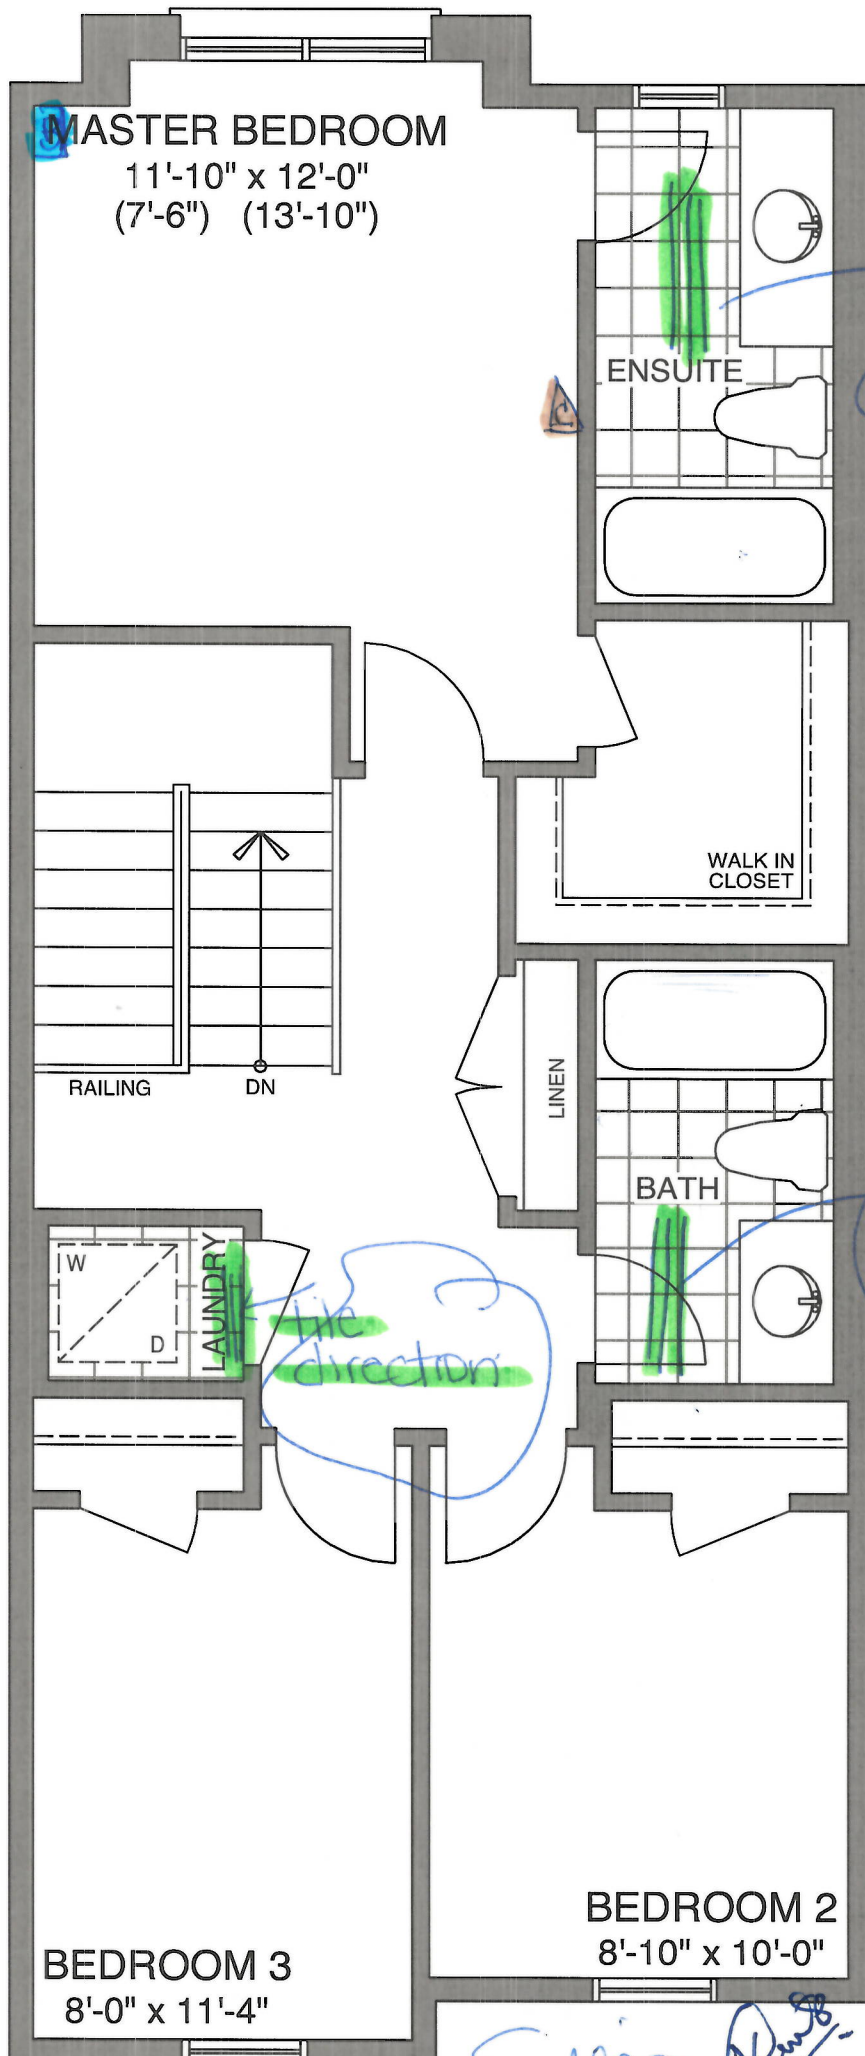 MASTER BEDROOM
11'-10" x 12'-0"
(7'-6") (13'-10")
ENSUITE
C
WALK IN
CLOSET
LINEN
RAILING
DN
BATH
W
D
LAUNDRY
tile
direction
BEDROOM 2
8'-10" x 10'-0"
BEDROOM 3
8'-0" x 11'-4"